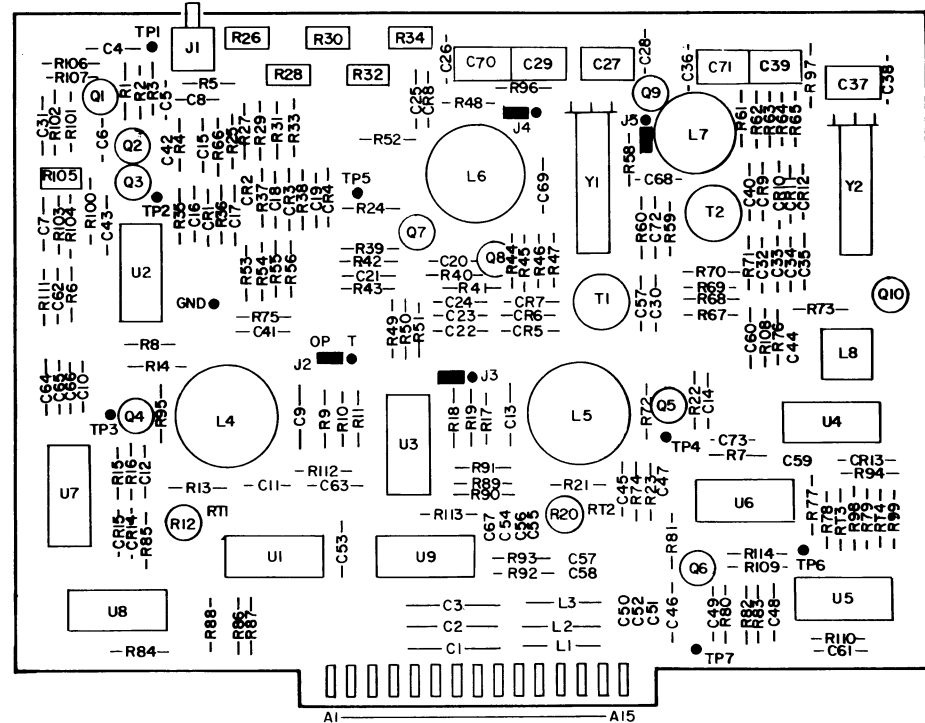 TP1
C4
J1
R26
R30
R34
R106
R107
R1
R2
R3
C5
R5
C8
R28
R32
C26
C70
C29
C27
C28
C36
C71
C39
R97
C37
C38
Q1
C25
CR8
R96
R48
J4
Q9
J5
L7
R61
R62
R63
R64
R65
C31
R102
R101
C6
Q2
C42
R4
C15
R66
R25
R27
R29
R31
R33
R52
R58
Q3
R105
TP2
CR2
R37
C18
CR3
R38
C19
CR4
TP5
L6
C69
Y1
C68
T2
C40
CR9
CR10
CR11
CR12
Y2
C7
R103
R104
R100
C43
R35
C16
CR1
R36
C17
R24
Q7
R60
C72
R59
U2
R53
R54
R55
R56
R39
R42
C21
R43
C20
R40
R41
Q8
R44
R45
R46
R47
R71
C32
C33
C34
C35
R70
R69
R68
R67
R111
C62
R6
GND
R75
C41
C24
C23
C22
CR7
CR6
CR5
T1
C57
C30
Q10
R73
R49
R50
R51
R8
R14
OP
T
J2
J3
C60
R108
R76
C44
L8
C64
C65
C66
C10
TP3
Q4
R95
L4
C9
R9
R10
R11
U3
R18
R19
R17
C13
L5
R72
Q5
R22
C14
TP4
U4
C73
R7
C59
CR13
R94
U7
R15
R16
C12
R13
C11
R112
C63
R91
R89
R90
R21
C45
R74
R23
C47
U6
R77
R78
RT3
R98
R79
RT4
R99
CR15
CR14
R85
R12
RT1
R113
C67
C54
C56
C55
R20
RT2
R81
U1
C53
U9
R93
R92
C57
C58
Q6
R114
R109
TP6
U8
R88
R86
R87
C3
C2
C1
L3
L2
L1
C50
C52
C51
C46
C49
R80
R82
R83
C48
U5
R84
TP7
R110
C61
A1
A15